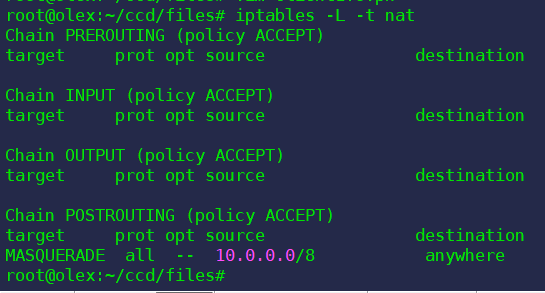 root@olex:~/ccd/files# iptables -L -t nat
Chain PREROUTING (policy ACCEPT)
target     prot opt source               destination
Chain INPUT (policy ACCEPT)
target     prot opt source               destination
Chain OUTPUT (policy ACCEPT)
target     prot opt source               destination
Chain POSTROUTING (policy ACCEPT)
target     prot opt source               destination
MASQUERADE  all  --  10.0.0.0/8           anywhere
root@olex:~/ccd/files#